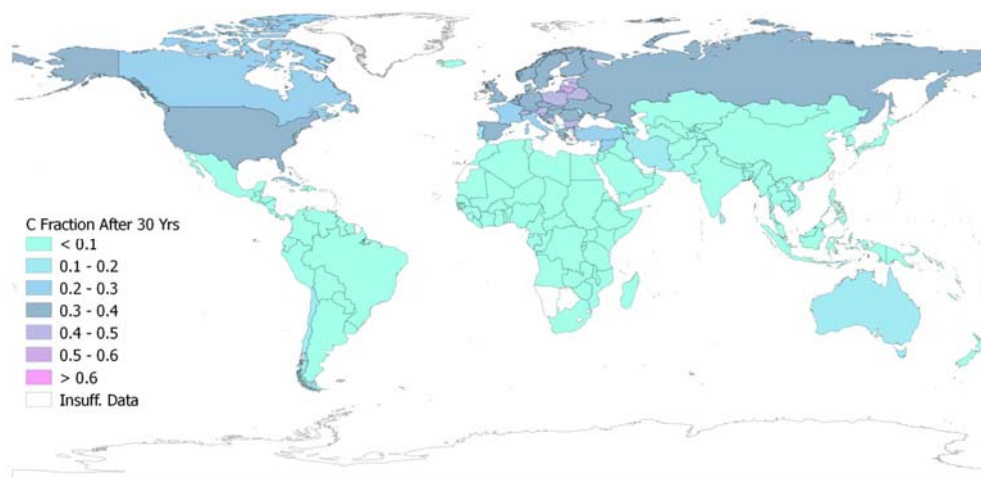 C Fraction After 30 Yrs
< 0.1
0.1 - 0.2
0.2 - 0.3
0.3 - 0.4
0.4 - 0.5
0.5 - 0.6
> 0.6
Insuff. Data